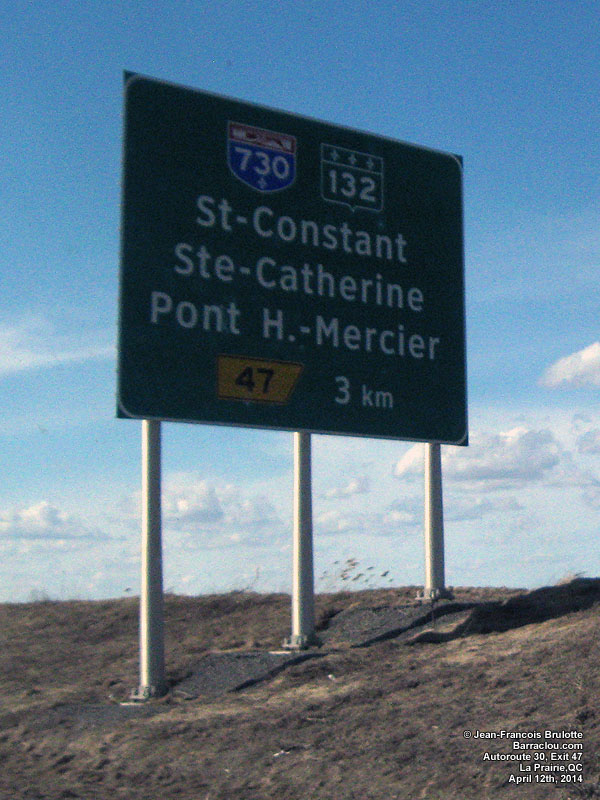 730 132
St-Constant
Ste-Catherine
Pont H.-Mercier
47 3 km
© Jean-Francois Brulotte
Barraclou.com
Autoroute 30, Exit 47
La Prairie,QC
April 12th, 2014